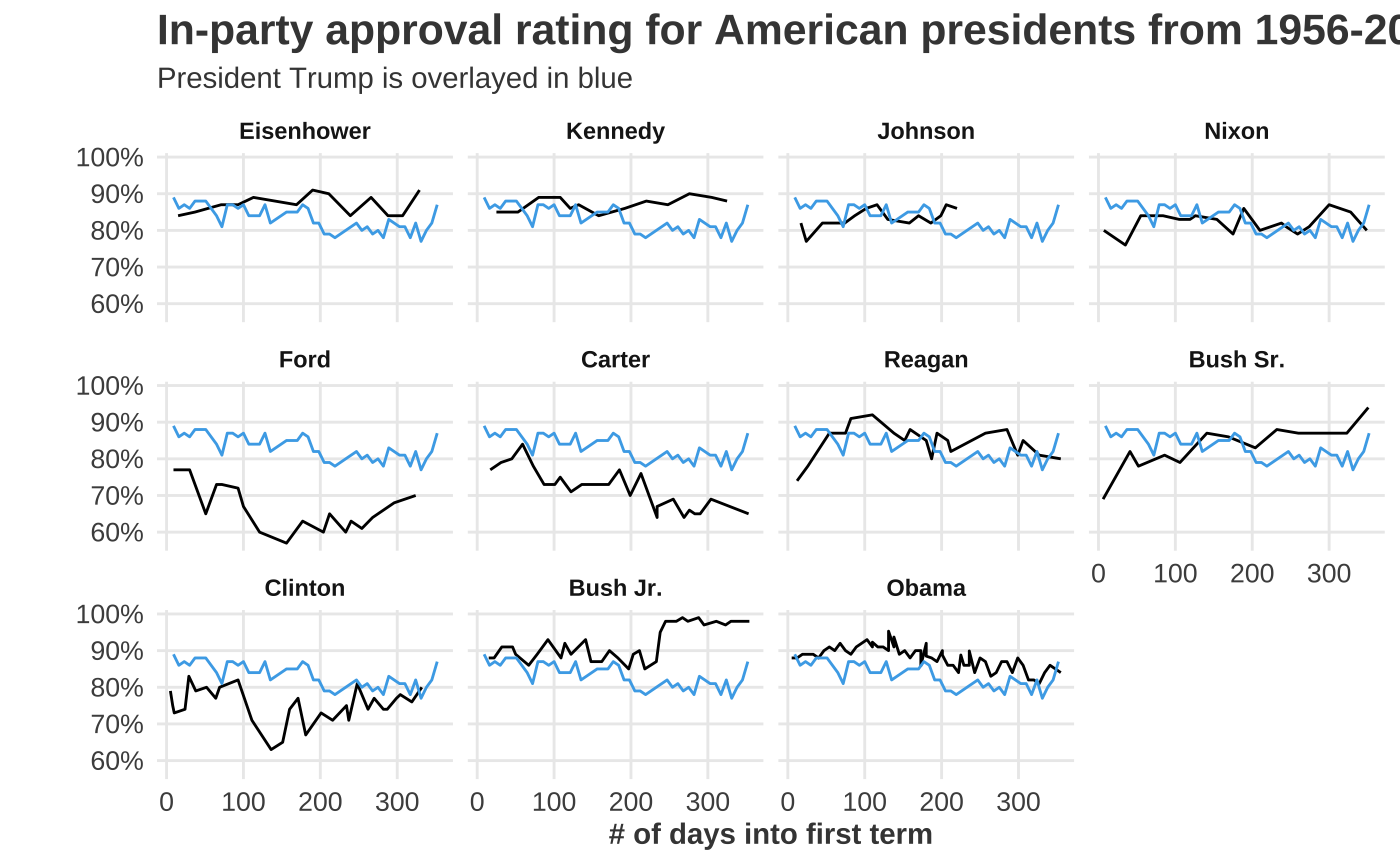 In-party approval rating for American presidents from 1956-20
President Trump is overlayed in blue
Eisenhower Kennedy Johnson Nixon
100%
90%
80%
70%
60%
Ford Carter Reagan Bush Sr.
100%
90%
80%
70%
60%
0 100 200 300
Clinton Bush Jr. Obama
100%
90%
80%
70%
60%
0 100 200 300 0 100 200 300 0 100 200 300
# of days into first term